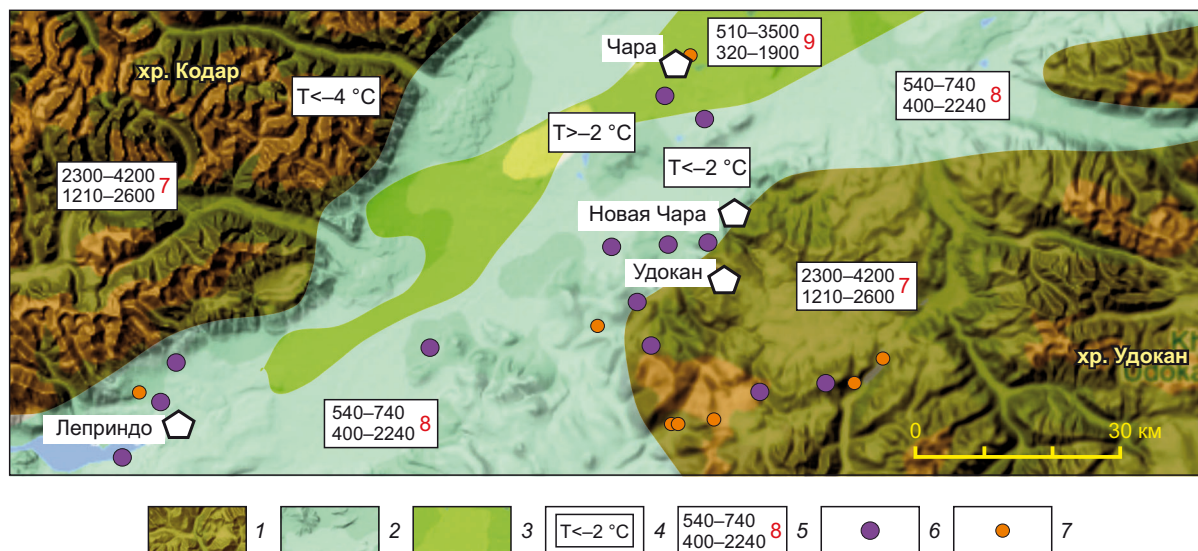 Чара
510–3500
320–1900 9
хр. Кодар
T<–4 °C
540–740
400–2240 8
T>–2 °C
T<–2 °C
2300–4200
1210–2600 7
Новая Чара
Удокан
2300–4200
1210–2600 7
хр. Удокан
540–740
400–2240 8
Леприндо
0 30 км
1 2 3 T<–2 °C 4 540–740
400–2240 8 5 6 7